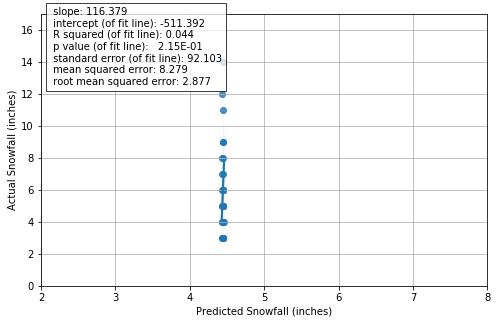 slope: 116.379
intercept (of fit line): -511.392
R squared (of fit line): 0.044
p value (of fit line):   2.15E-01
standard error (of fit line): 92.103
mean squared error: 8.279
root mean squared error: 2.877
16
14
12
10
8
6
4
2
0
Actual Snowfall (inches)
2 3 4 5 6 7 8
Predicted Snowfall (inches)